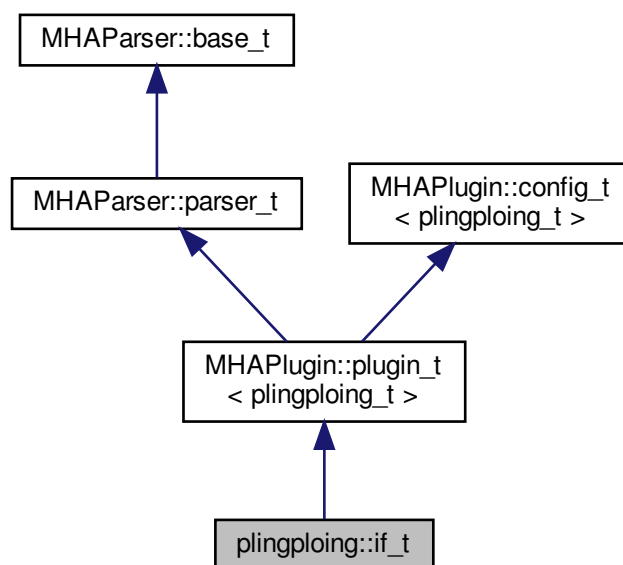 MHAParser::base_t
MHAParser::parser_t
MHAPlugin::config_t
< plingploing_t >
MHAPlugin::plugin_t
< plingploing_t >
plingploing::if_t